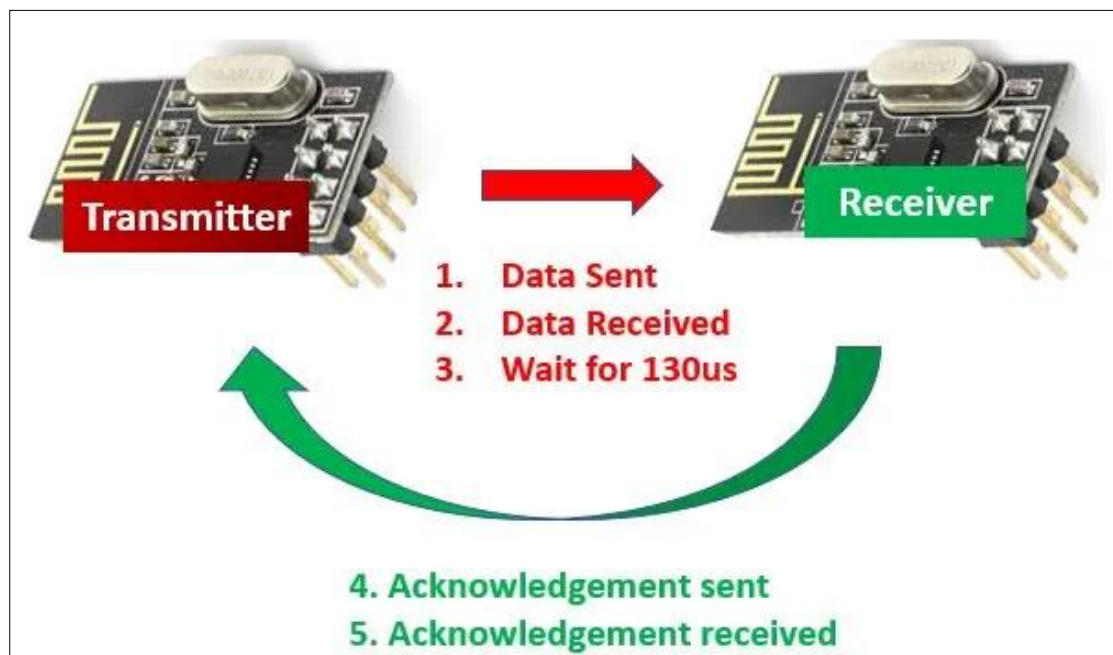 Transmitter
Receiver
1. Data Sent
2. Data Received
3. Wait for 130us
4. Acknowledgement sent
5. Acknowledgement received